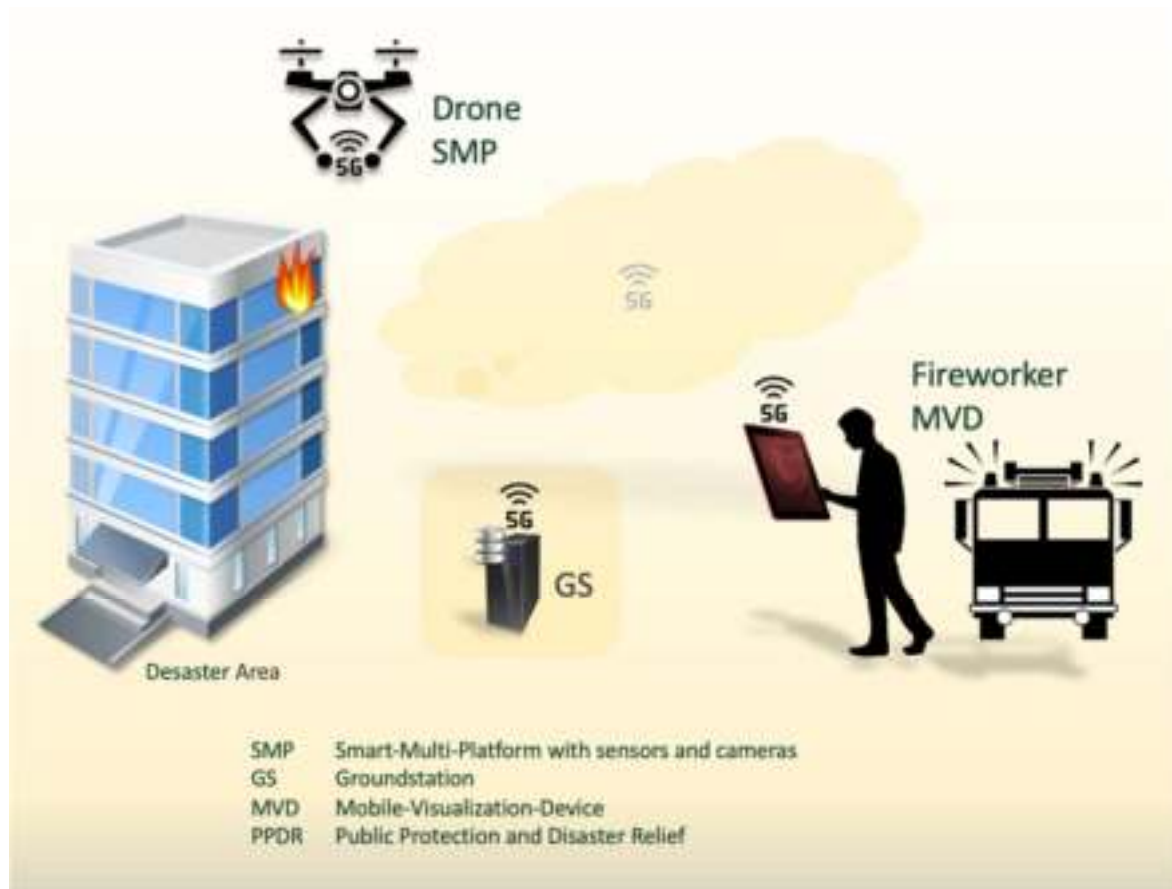 Drone
SMP
5G
5G
Fireworker
MVD
5G
5G
GS
Desaster Area
SMP Smart-Multi-Platform with sensors and cameras
GS Groundstation
MVD Mobile-Visualization-Device
PPDR Public Protection and Disaster Relief